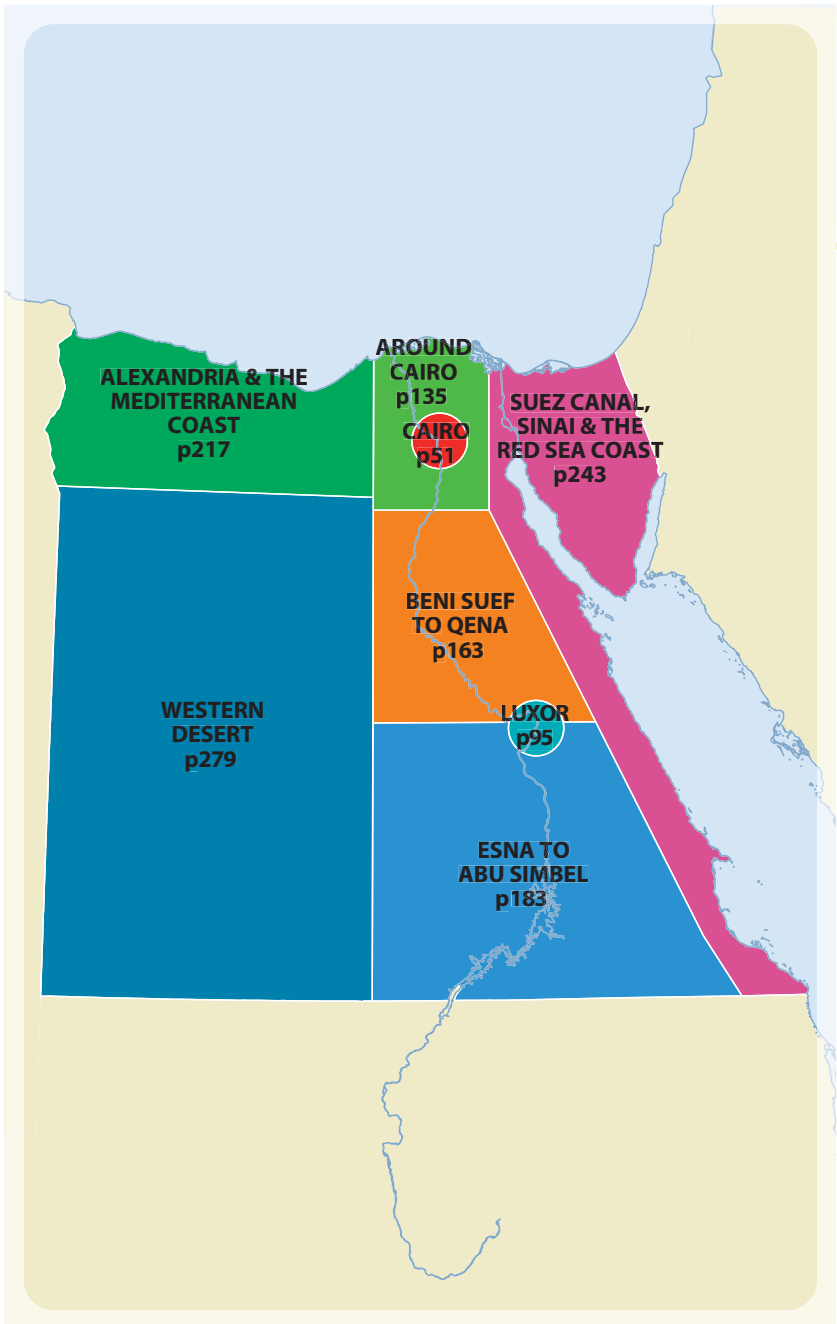 ALEXANDRIA & THE
MEDITERRANEAN
COAST
p217
AROUND
CAIRO
p135
CAIRO
p51
SUEZ CANAL,
SINAI & THE
RED SEA COAST
p243
BENI SUEF
TO QENA
p163
WESTERN
DESERT
p279
LUXOR
p95
ESNA TO
ABU SIMBEL
p183